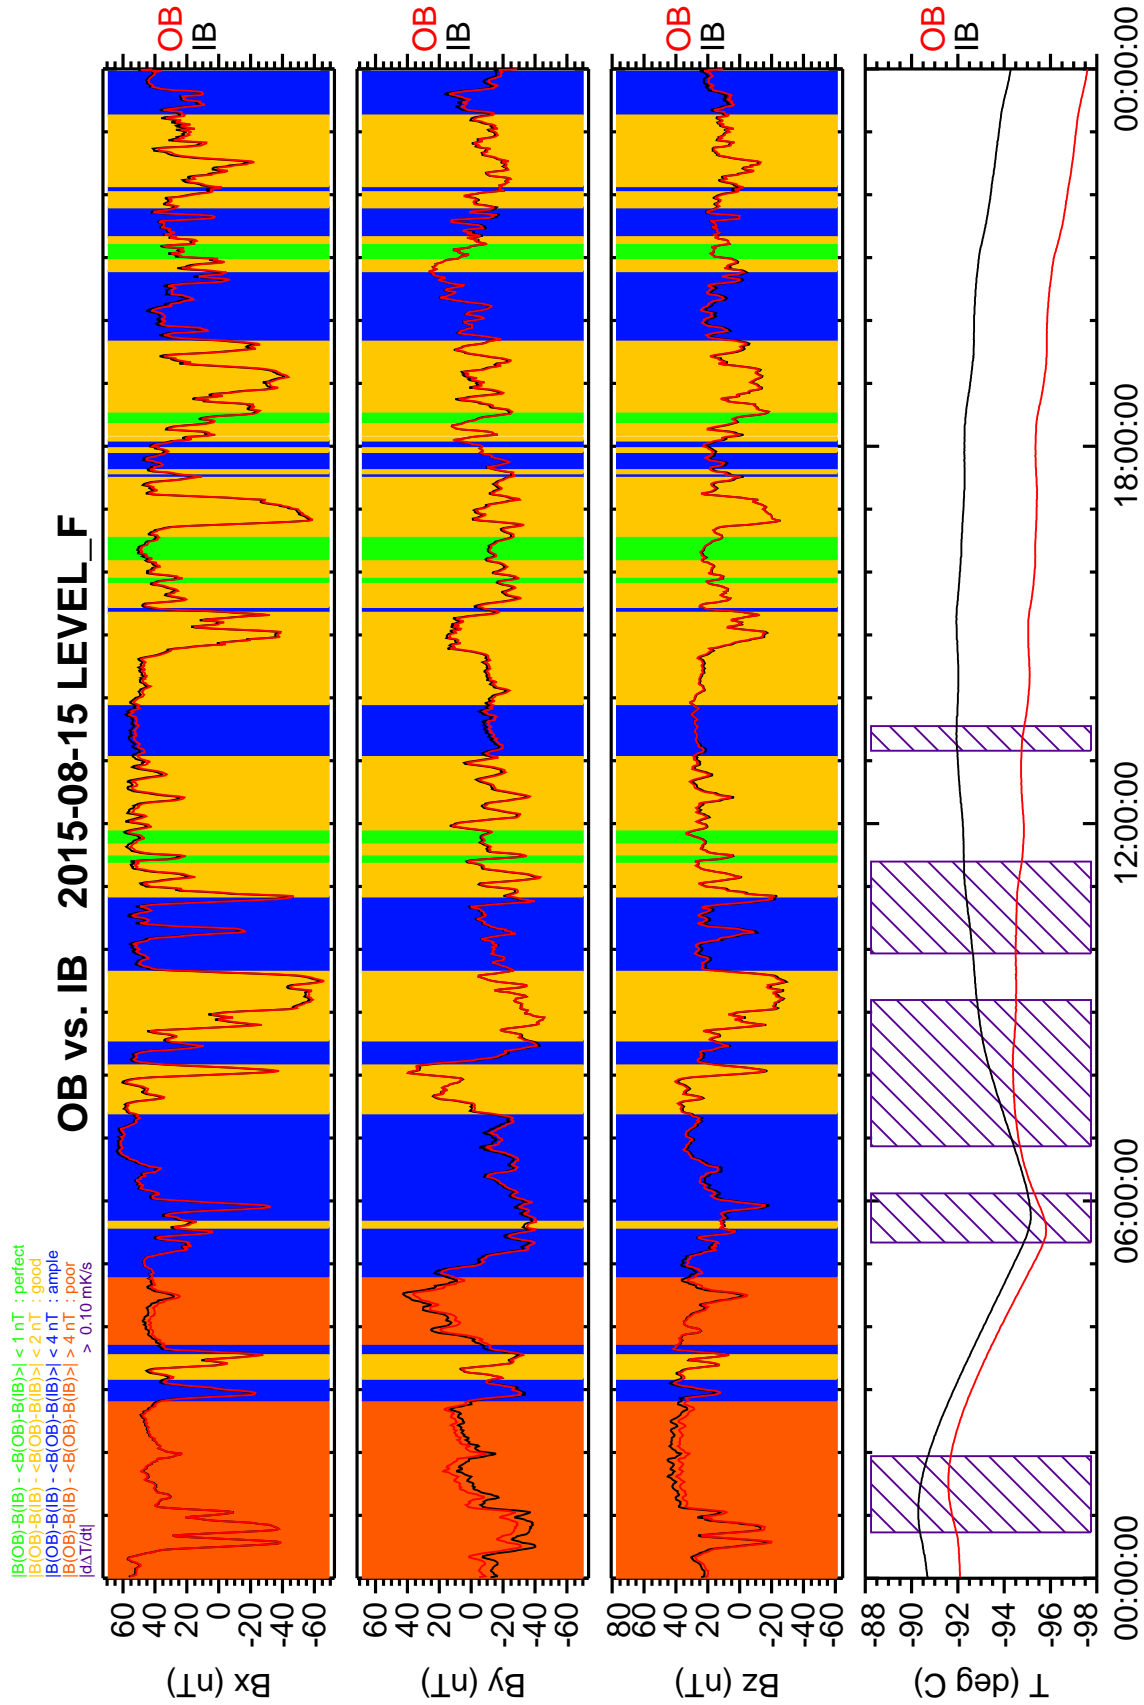 OB vs. IB 2015-08-15 LEVEL_F
|B(OB)-B(IB) - <B(OB)-B(IB)>| < 1 nT : perfect
|B(OB)-B(IB) - <B(OB)-B(IB)>| < 2 nT : good
|B(OB)-B(IB) - <B(OB)-B(IB)>| < 4 nT : ample
|B(OB)-B(IB) - <B(OB)-B(IB)>| > 4 nT : poor
|dΔT/dt| > 0.10 mK/s
Bx (nT)
60
40
20
0
-20
-40
-60
OB
IB
By (nT)
60
40
20
0
-20
-40
-60
OB
IB
Bz (nT)
80
60
40
20
0
-20
-40
-60
OB
IB
T (deg C)
-88
-90
-92
-94
-96
-98
OB
IB
00:00:00
06:00:00
12:00:00
18:00:00
00:00:00